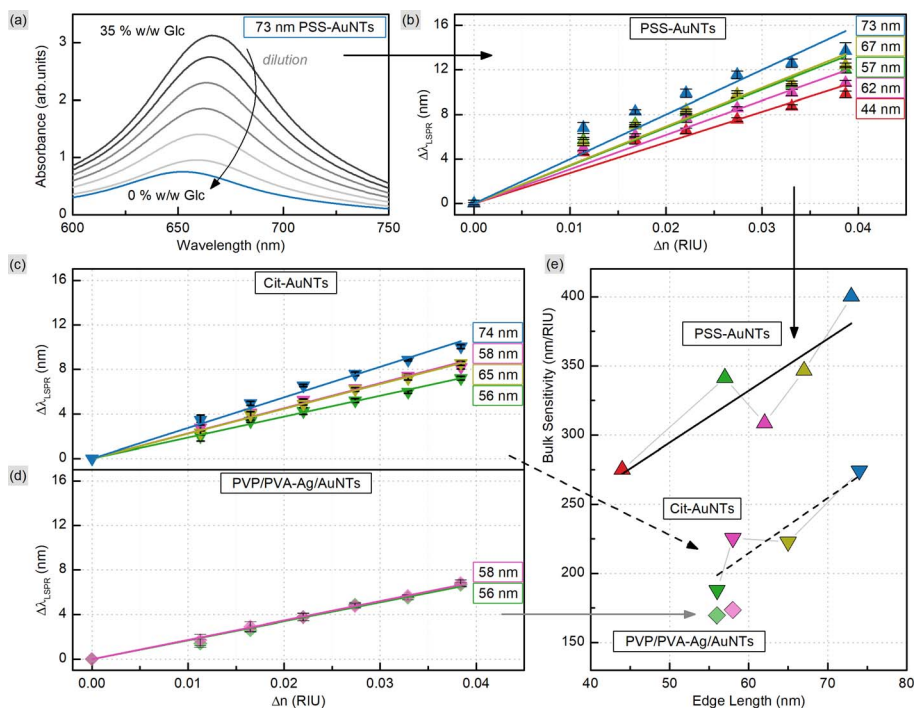 (a)
35 % w/w Glc
73 nm PSS-AuNTs
dilution
0 % w/w Glc
3
2
1
0
Absorbance (arb.units)
600
650
700
750
Wavelength (nm)
(b)
PSS-AuNTs
73 nm
67 nm
57 nm
62 nm
44 nm
16
12
8
4
0
Δλ_LSPR (nm)
0.00
0.01
0.02
0.03
0.04
Δn (RIU)
(c)
Cit-AuNTs
74 nm
58 nm
65 nm
56 nm
16
12
8
4
0
Δλ_LSPR (nm)
(d)
PVP/PVA-Ag/AuNTs
58 nm
56 nm
16
12
8
4
0
Δλ_LSPR (nm)
0.00
0.01
0.02
0.03
0.04
Δn (RIU)
(e)
PSS-AuNTs
Cit-AuNTs
PVP/PVA-Ag/AuNTs
400
350
300
275
250
225
200
175
150
Bulk Sensitivity (nm/RIU)
40
50
60
70
80
Edge Length (nm)